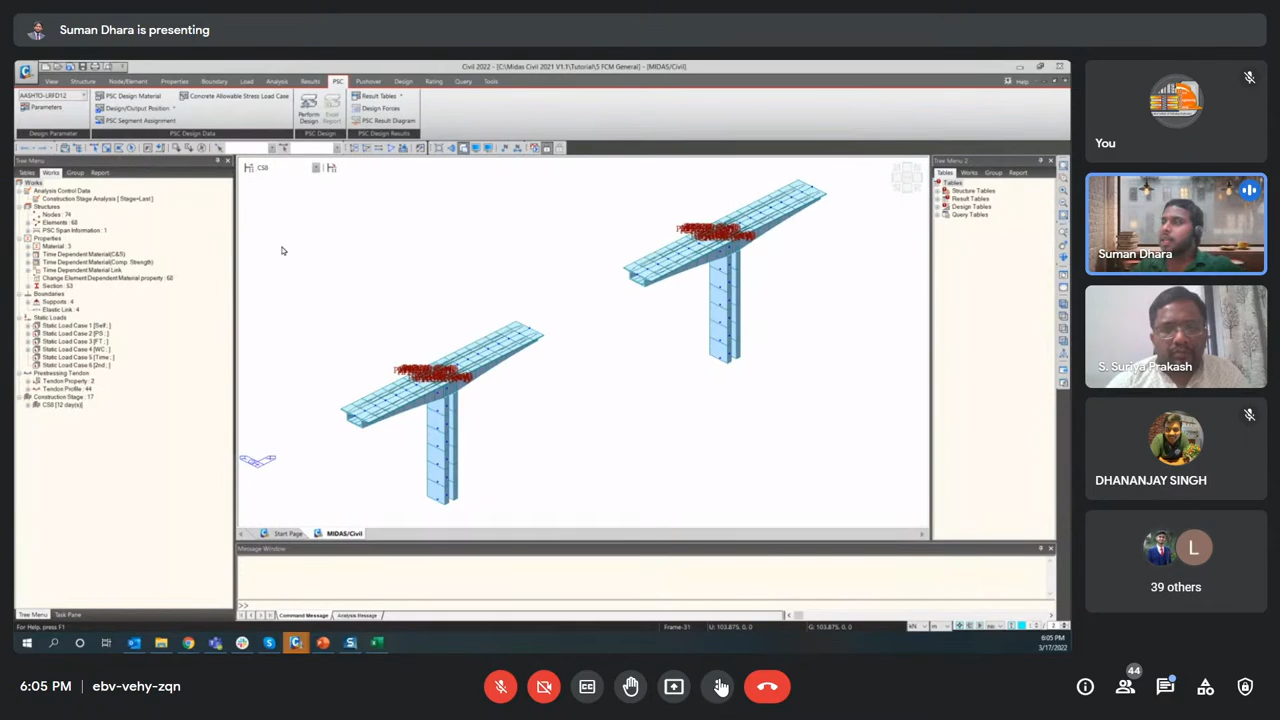 Suman Dhara is presenting
Civil 2022 - [C:\Midas Civil 2021 V1.1\Tutorial\5 FCM General] - [MIDAS/Civil]
View Structure Node/Element Properties Boundary Load Analysis Results PSC Pushover Design Rating Query Tools
Help
AASHTO-LRFD12
Parameters
PSC Design Material
Design/Output Position
PSC Segment Assignment
Concrete Allowable Stress Load Case
Perform Design
Excel Report
Result Tables
Design Forces
PSC Result Diagram
Design Parameter PSC Design Data PSC Design PSC Design Results
Tree Menu
Tables Works Group Report
Works
Analysis Control Data
Construction Stage Analysis [ Stage=Last ]
Structures
Nodes : 74
Elements : 68
PSC Span Information : 1
Properties
Material : 3
Time Dependent Material(C&S)
Time Dependent Material(Comp. Strength)
Time Dependent Material Link
Change Element Dependent Material property : 68
Section : 53
Boundaries
Supports : 4
Elastic Link : 4
Static Loads
Static Load Case 1 [Self ; ]
Static Load Case 2 [PS ; ]
Static Load Case 3 [FT ; ]
Static Load Case 4 [WC ; ]
Static Load Case 5 [Time ; ]
Static Load Case 6 [2nd ; ]
Prestressing Tendon
Tendon Property : 2
Tendon Profile : 44
Construction Stage : 17
CS8 [12 day(s)]
Tree Menu Task Pane
For Help, press F1
CS8
Start Page MIDAS/Civil
Message Window
>>
Command Message Analysis Message
Frame-31 U: 103.875, 0, 0 G: 103.875, 0, 0 kN m
Tree Menu 2
Tables Works Group Report
Tables
Structure Tables
Result Tables
Design Tables
Query Tables
6:05 PM
3/17/2022
You
Suman Dhara
S. Suriya Prakash
DHANANJAY SINGH
L
39 others
6:05 PM | ebv-vehy-zqn
44